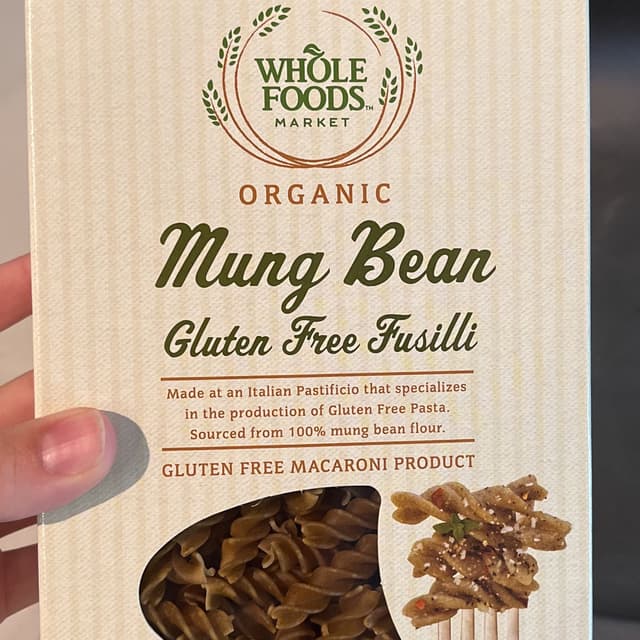 WHOLE
FOODS™
MARKET
ORGANIC
Mung Bean
Gluten Free Fusilli
Made at an Italian Pastificio that specializes
in the production of Gluten Free Pasta.
Sourced from 100% mung bean flour.
GLUTEN FREE MACARONI PRODUCT